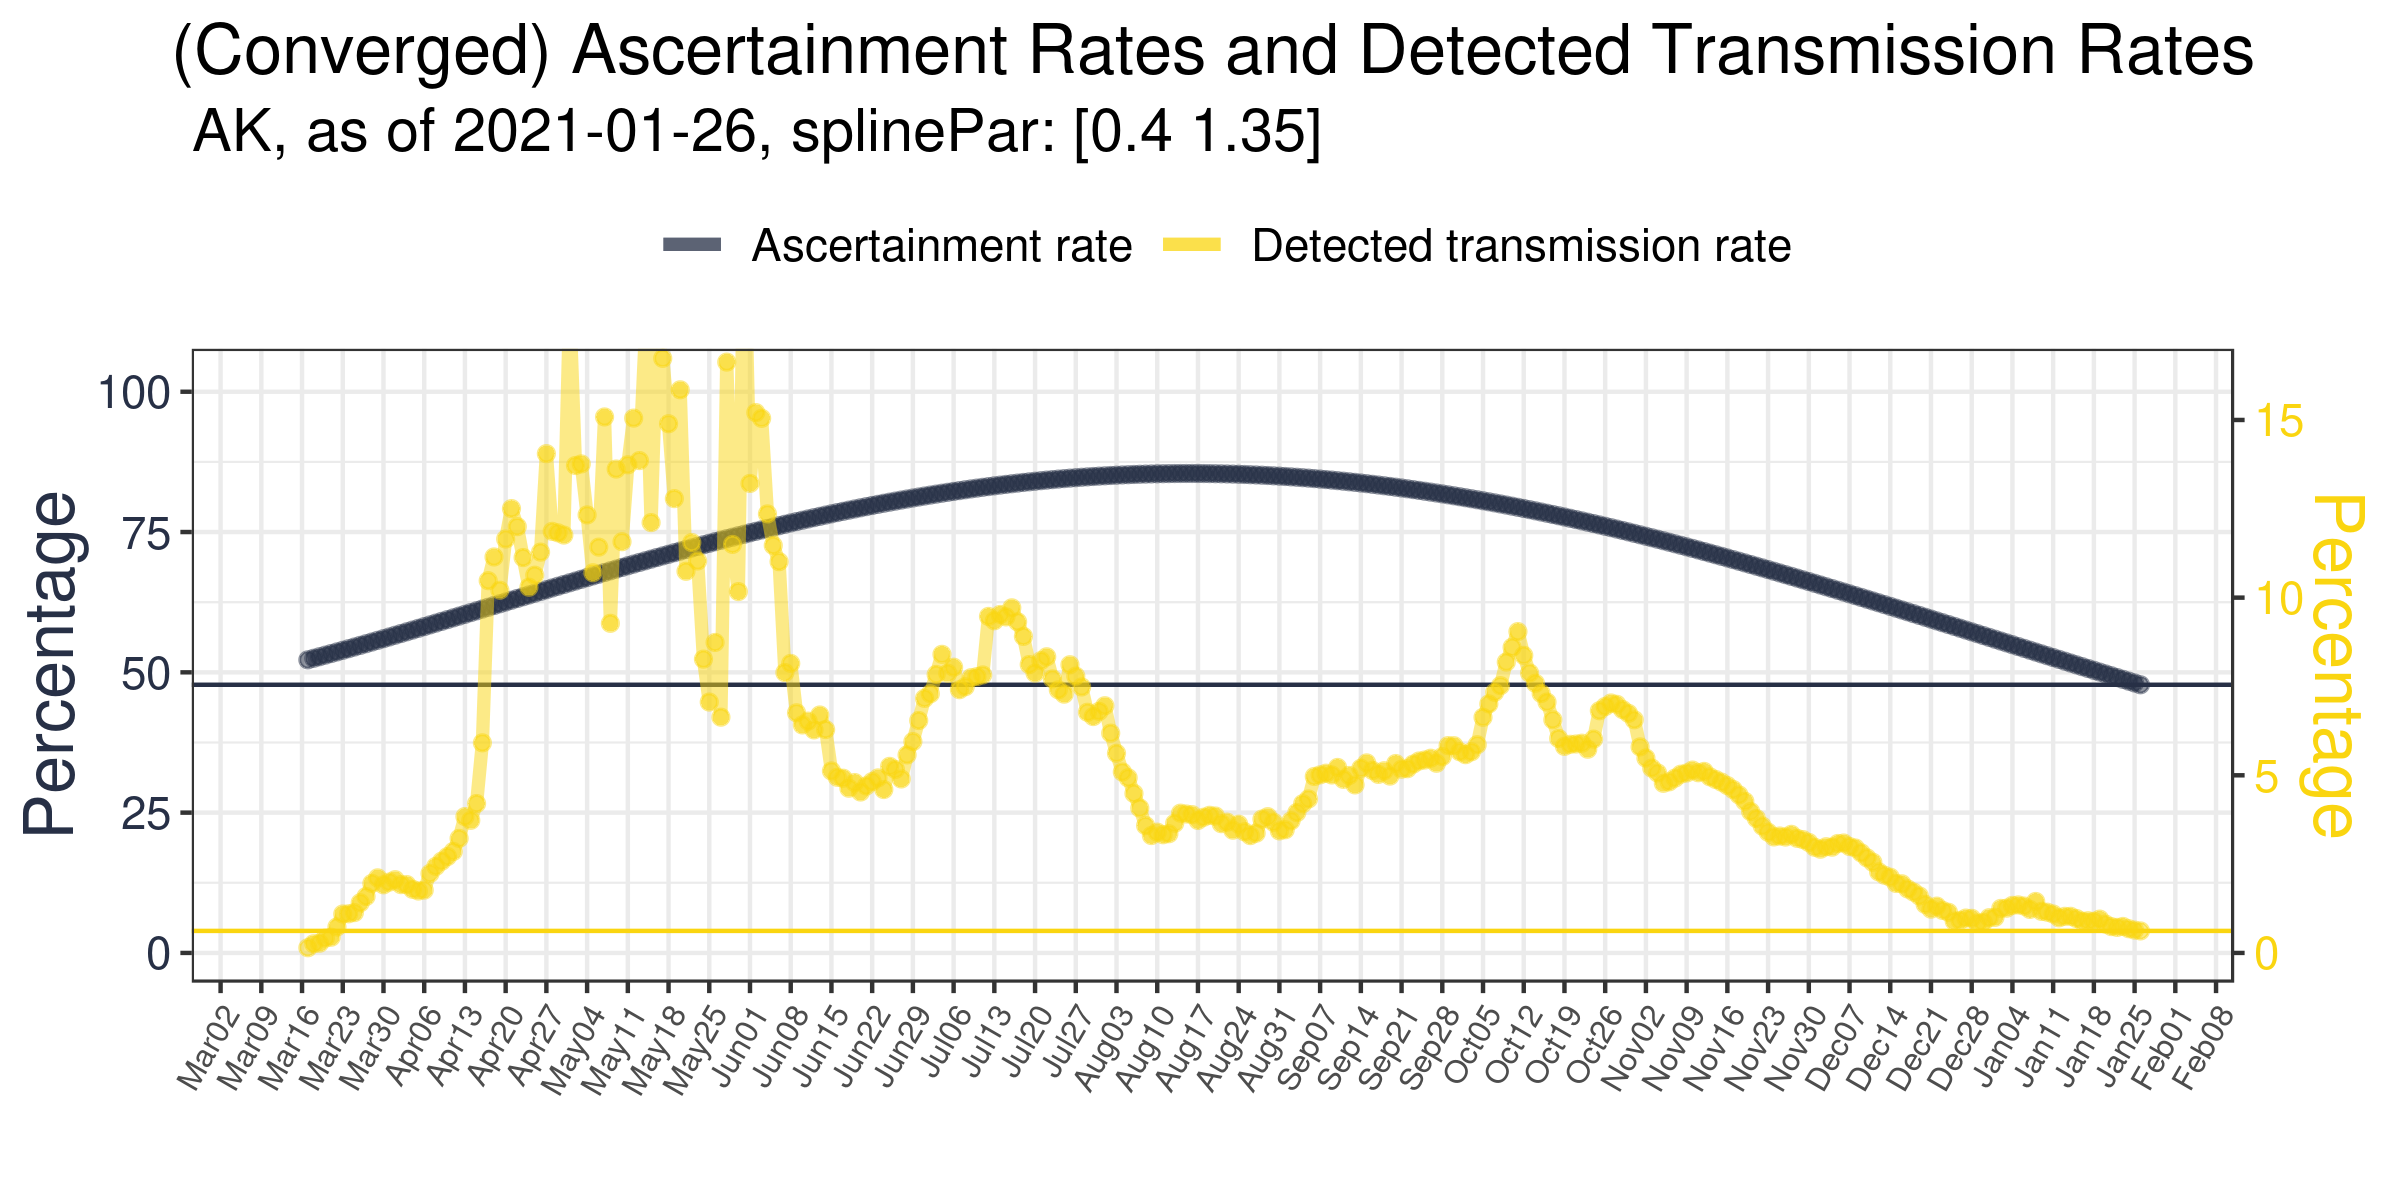 (Converged) Ascertainment Rates and Detected Transmission Rates
AK, as of 2021-01-26, splinePar: [0.4 1.35]
Ascertainment rate
Detected transmission rate
Percentage
100
75
50
25
0
15
10
5
0
Percentage
Mar02
Mar09
Mar16
Mar23
Mar30
Apr06
Apr13
Apr20
Apr27
May04
May11
May18
May25
Jun01
Jun08
Jun15
Jun22
Jun29
Jul06
Jul13
Jul20
Jul27
Aug03
Aug10
Aug17
Aug24
Aug31
Sep07
Sep14
Sep21
Sep28
Oct05
Oct12
Oct19
Oct26
Nov02
Nov09
Nov16
Nov23
Nov30
Dec07
Dec14
Dec21
Dec28
Jan04
Jan11
Jan18
Jan25
Feb01
Feb08